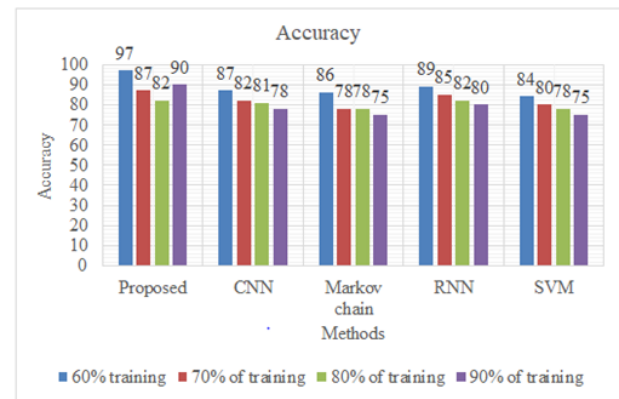 Accuracy
97 87 82 90 87 82 81 78 86 78 78 75 89 85 82 80 84 80 78 75
100
90
80
70
60
50
40
30
20
10
0
Accuracy
Proposed CNN Markov chain RNN SVM
Methods
60% training 70% of training 80% of training 90% of training